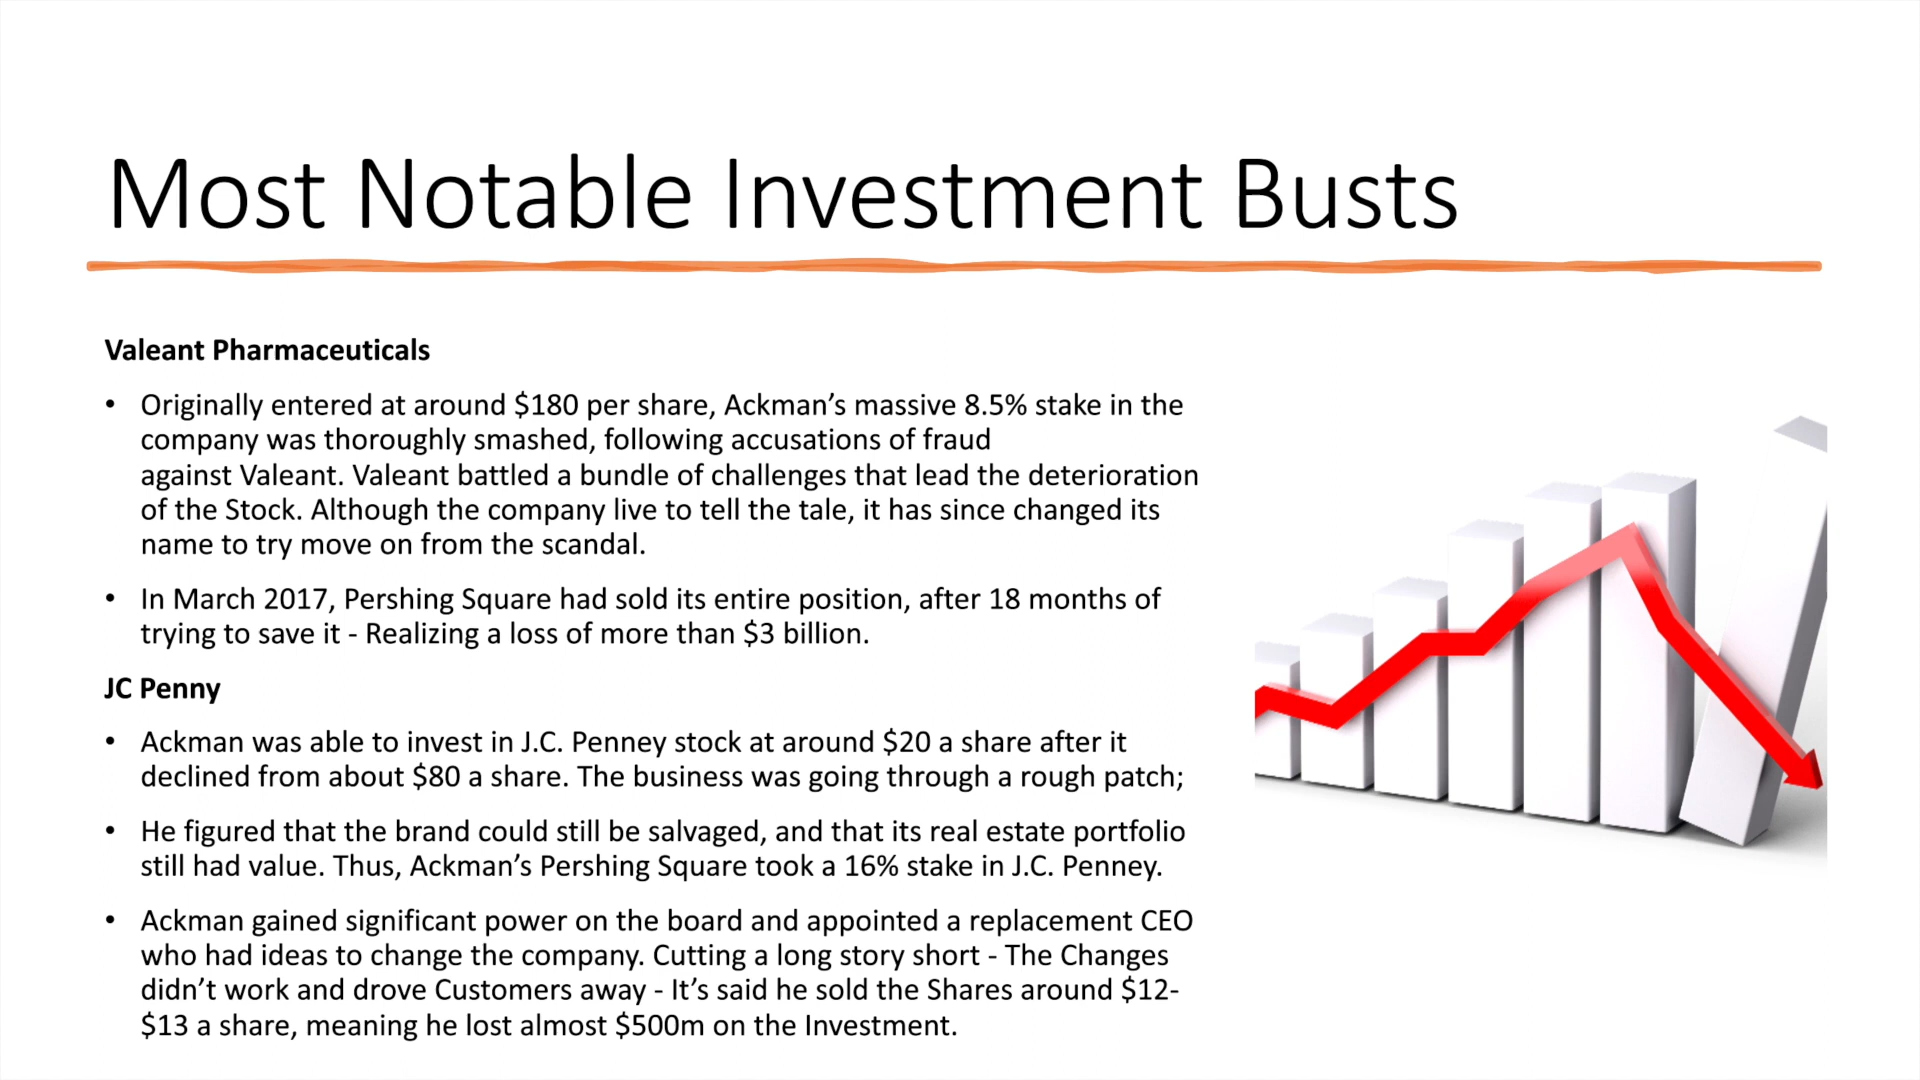 Most Notable Investment Busts
Valeant Pharmaceuticals
• Originally entered at around $180 per share, Ackman’s massive 8.5% stake in the
company was thoroughly smashed, following accusations of fraud
against Valeant. Valeant battled a bundle of challenges that lead the deterioration
of the Stock. Although the company live to tell the tale, it has since changed its
name to try move on from the scandal.
• In March 2017, Pershing Square had sold its entire position, after 18 months of
trying to save it - Realizing a loss of more than $3 billion.
JC Penny
• Ackman was able to invest in J.C. Penney stock at around $20 a share after it
declined from about $80 a share. The business was going through a rough patch;
• He figured that the brand could still be salvaged, and that its real estate portfolio
still had value. Thus, Ackman’s Pershing Square took a 16% stake in J.C. Penney.
• Ackman gained significant power on the board and appointed a replacement CEO
who had ideas to change the company. Cutting a long story short - The Changes
didn’t work and drove Customers away - It’s said he sold the Shares around $12-
$13 a share, meaning he lost almost $500m on the Investment.